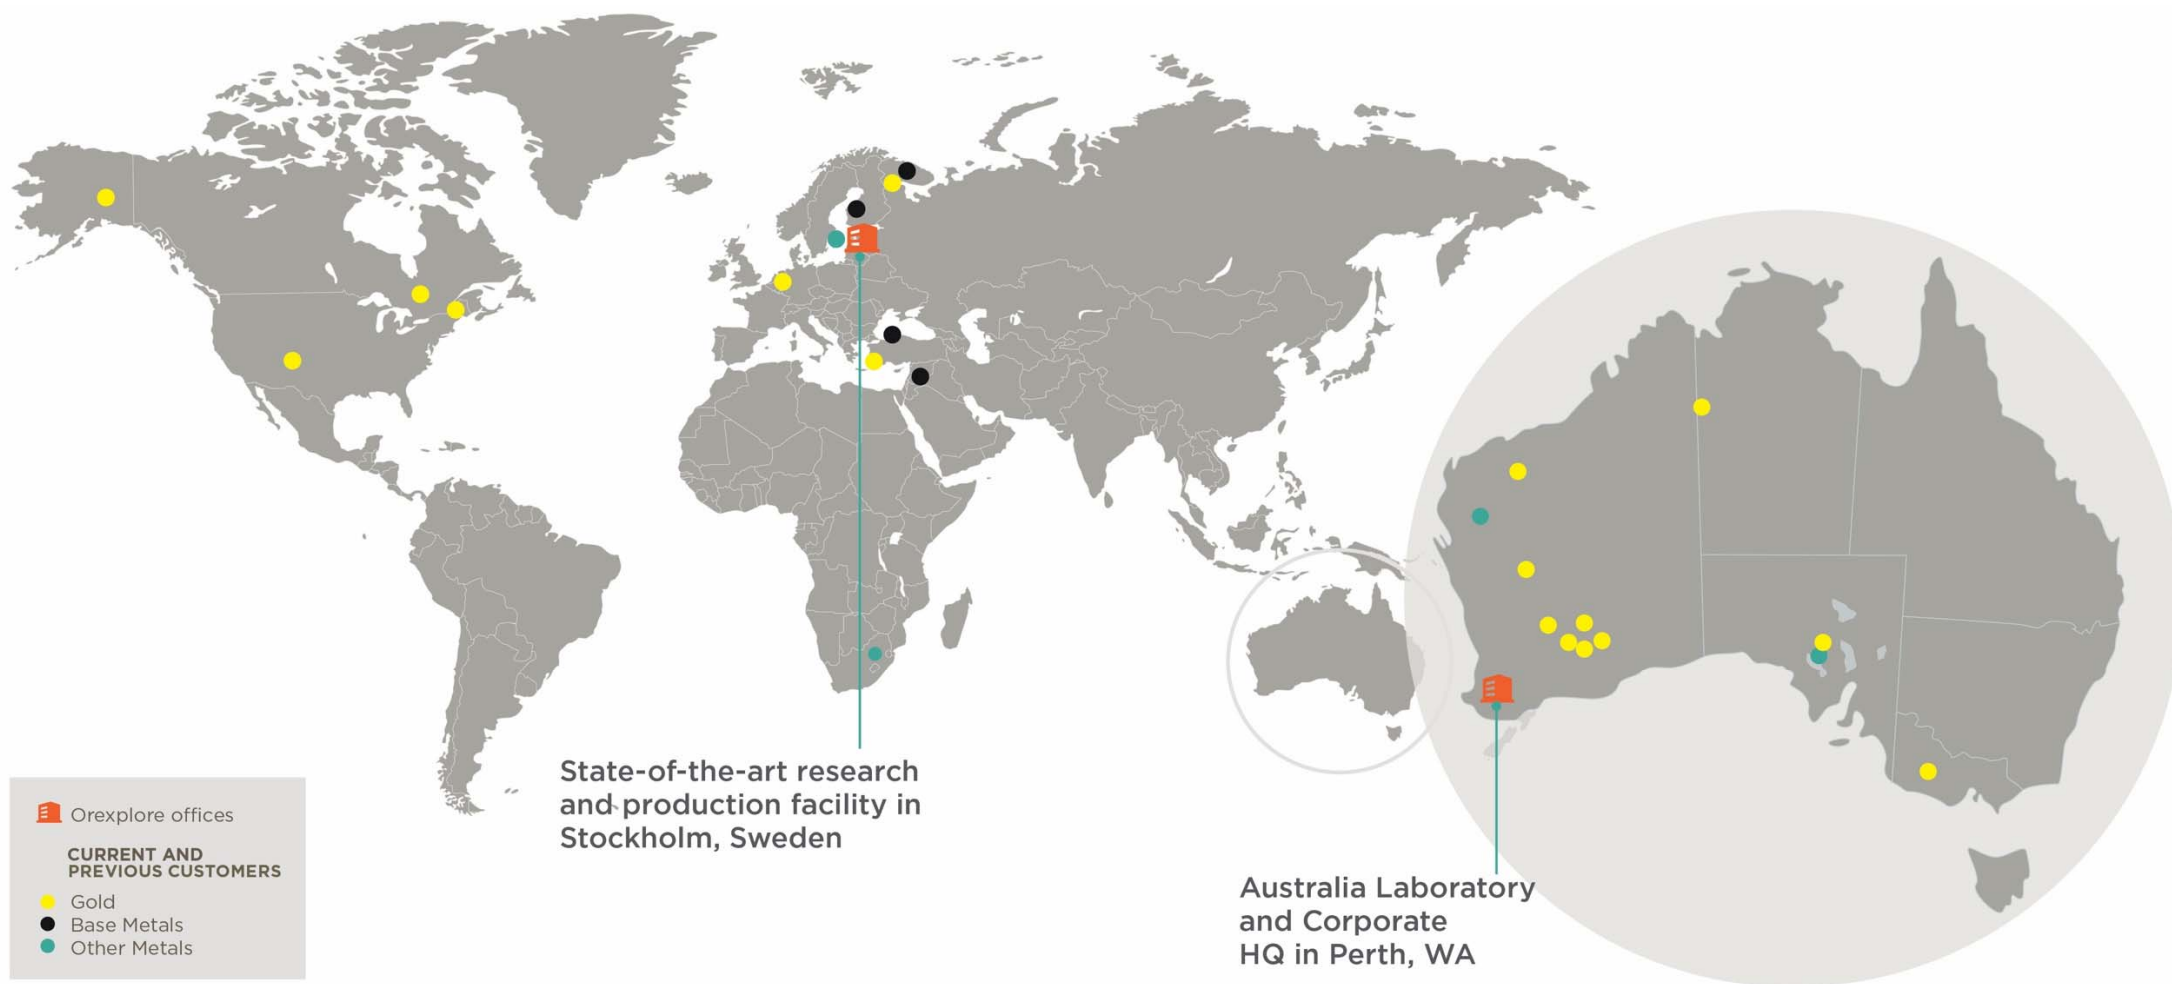 State-of-the-art research
and production facility in
Stockholm, Sweden
Orexplore offices
CURRENT AND
PREVIOUS CUSTOMERS
Gold
Base Metals
Other Metals
Australia Laboratory
and Corporate
HQ in Perth, WA